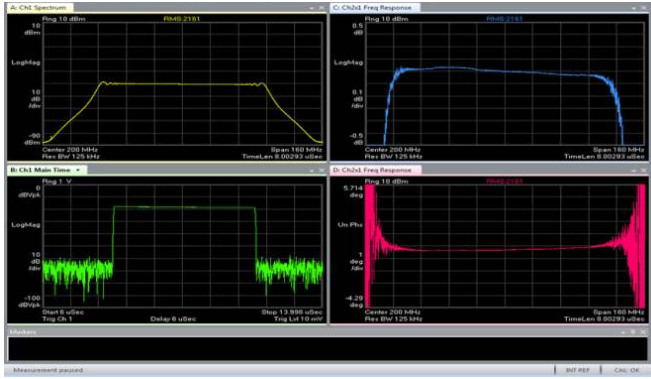 A: Ch1 Spectrum
Rng 10 dBm
RMS:2161
10
dBm
LogMag
10
dB
/div
-90
dBm
Center 200 MHz
Span 160 MHz
Res BW 125 kHz
TimeLen 8.00293 uSec
C: Ch2x1 Freq Response
Rng 10 dBm
RMS:2161
0.5
dB
LogMag
0.1
dB
/div
-0.5
dB
Center 200 MHz
Span 160 MHz
Res BW 125 kHz
TimeLen 8.00293 uSec
B: Ch1 Main Time
Rng 1 V
0
dBVpk
LogMag
10
dB
/div
-100
dBVpk
Start 6 uSec
Stop 13.998 uSec
Trig Ch 1
Delay 6 uSec
Trig Lvl 10 mV
D: Ch2x1 Freq Response
Rng 10 dBm
RMS:2161
5.714
deg
Un Phs
1
deg
/div
-4.29
deg
Center 200 MHz
Span 160 MHz
Res BW 125 kHz
TimeLen 8.00293 uSec
Markers
Measurement paused
INT REF
CAL: OK